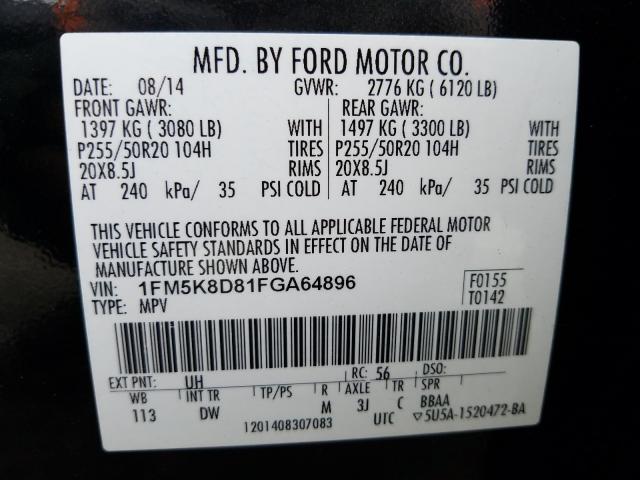 MFD. BY FORD MOTOR CO.
DATE: 08/14 GVWR: 2776 KG ( 6120 LB)
FRONT GAWR: REAR GAWR:
1397 KG ( 3080 LB) WITH 1497 KG ( 3300 LB) WITH
P255/50R20 104H TIRES P255/50R20 104H TIRES
20X8.5J RIMS 20X8.5J RIMS
AT 240 kPa/ 35 PSI COLD AT 240 kPa/ 35 PSI COLD
THIS VEHICLE CONFORMS TO ALL APPLICABLE FEDERAL MOTOR
VEHICLE SAFETY STANDARDS IN EFFECT ON THE DATE OF
MANUFACTURE SHOWN ABOVE.
VIN: 1FM5K8D81FGA64896 F0155
TYPE: MPV T0142
EXT PNT: UH RC: 56 DSO:
WB INT TR TP/PS R AXLE TR SPR
113 DW M 3J C BBAA
1201408307083 UTC ▽5U5A-1520472-BA